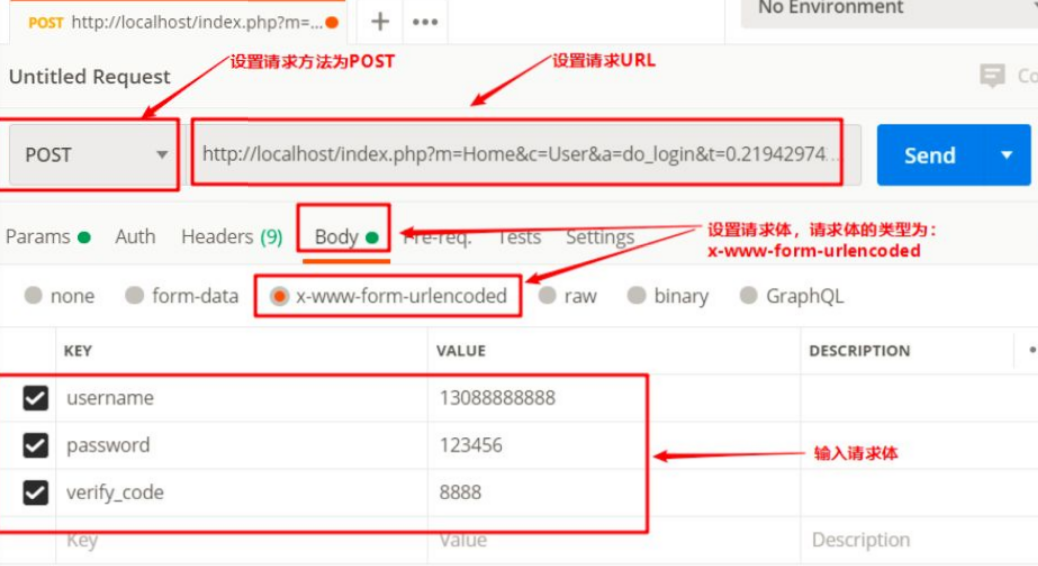 POST http://localhost/index.php?m=...
No Environment
设置请求方法为POST
设置请求URL
Untitled Request
POST
http://localhost/index.php?m=Home&c=User&a=do_login&t=0.21942974...
Send
Params Auth Headers (9) Body Pre-req. Tests Settings
设置请求体，请求体的类型为：
x-www-form-urlencoded
none form-data x-www-form-urlencoded raw binary GraphQL
KEY VALUE DESCRIPTION
username 13088888888
password 123456
输入请求体
verify_code 8888
Key Value Description